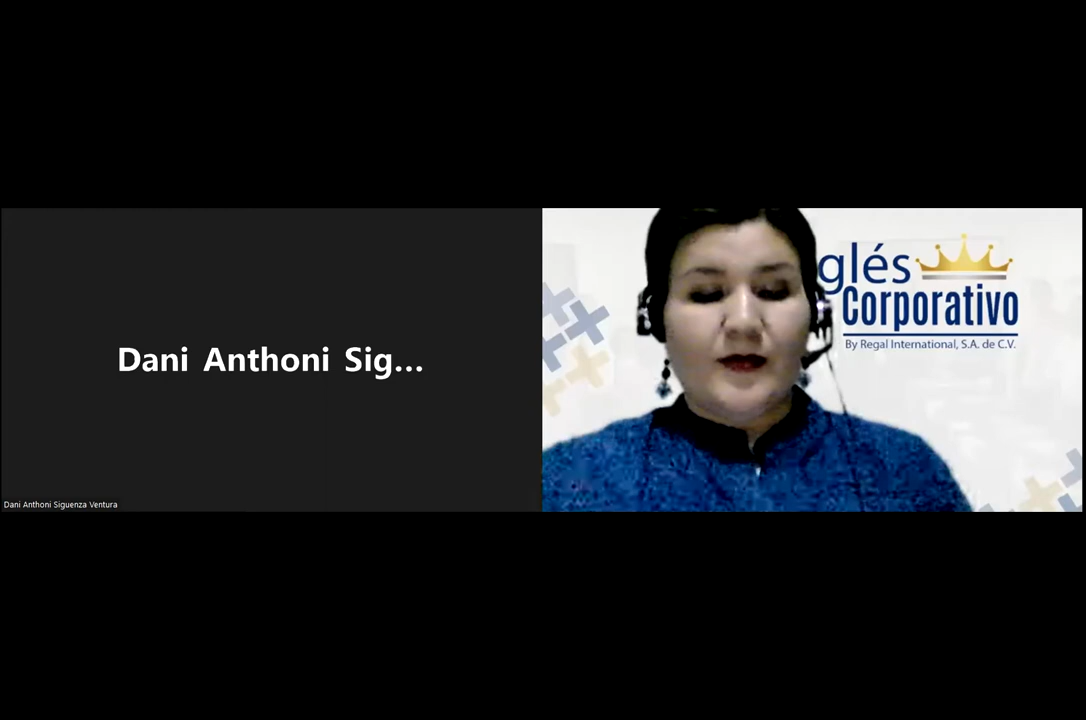 Dani Anthoni Sig...
Dani Anthoni Siguenza Ventura
glés
Corporativo
By Regal International, S.A. de C.V.